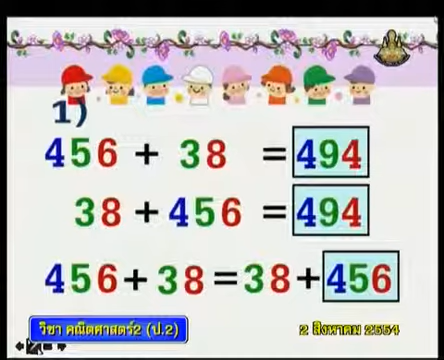 1)
456 + 38 = 494
38 + 456 = 494
456 + 38 = 38 + 456
วิชา คณิตศาสตร์2 (ป.2)
2 สิงหาคม 2554